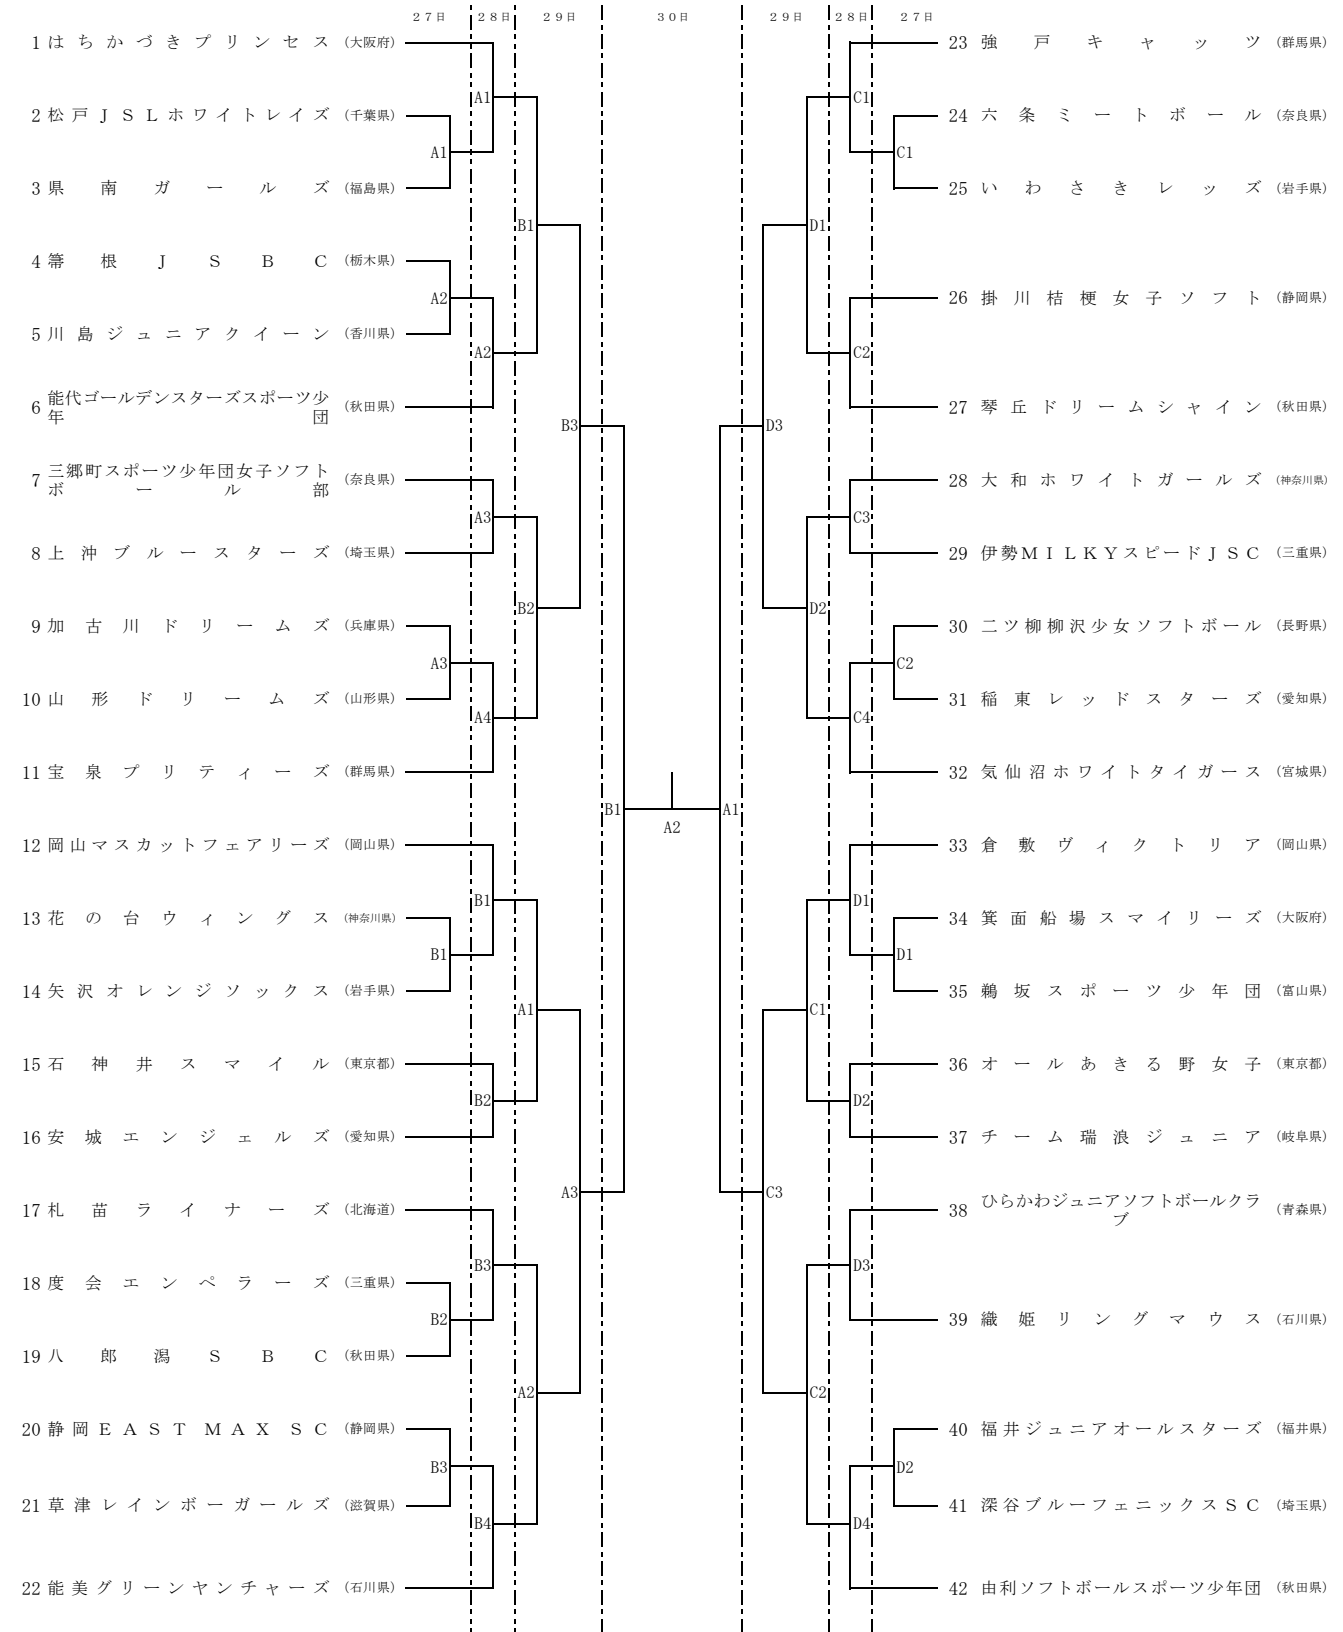 ２７日 ２８日 ２９日 ３０日 ２９日 ２８日 ２７日
1 はちかづきプリンセス （大阪府）
2 松戸ＪＳＬホワイトレイズ （千葉県）
3 県南ガールズ （福島県）
4 箒根ＪＳＢＣ （栃木県）
5 川島ジュニアクイーン （香川県）
6 能代ゴールデンスターズスポーツ少
年団 （秋田県）
7 三郷町スポーツ少年団女子ソフト
ボール部 （奈良県）
8 上沖ブルースターズ （埼玉県）
9 加古川ドリームズ （兵庫県）
10 山形ドリームズ （山形県）
11 宝泉プリティーズ （群馬県）
12 岡山マスカットフェアリーズ （岡山県）
13 花の台ウィングス （神奈川県）
14 矢沢オレンジソックス （岩手県）
15 石神井スマイル （東京都）
16 安城エンジェルズ （愛知県）
17 札苗ライナーズ （北海道）
18 度会エンペラーズ （三重県）
19 八郎潟ＳＢＣ （秋田県）
20 静岡ＥＡＳＴ ＭＡＸ ＳＣ （静岡県）
21 草津レインボーガールズ （滋賀県）
22 能美グリーンヤンチャーズ （石川県）
A1
A2
A3
B1
B2
B3
A1
A2
A3
A4
B1
B2
B3
B4
B1
B2
A1
A2
B3
A3
B1
A2
A1
D3
C3
D1
D2
C1
C2
C1
C2
C3
C4
D1
D2
D3
D4
C1
C2
D1
D2
23 強戸キャッツ （群馬県）
24 六条ミートボール （奈良県）
25 いわさきレッズ （岩手県）
26 掛川桔梗女子ソフト （静岡県）
27 琴丘ドリームシャイン （秋田県）
28 大和ホワイトガールズ （神奈川県）
29 伊勢ＭＩＬＫＹスピードＪＳＣ （三重県）
30 二ツ柳柳沢少女ソフトボール （長野県）
31 稲東レッドスターズ （愛知県）
32 気仙沼ホワイトタイガース （宮城県）
33 倉敷ヴィクトリア （岡山県）
34 箕面船場スマイリーズ （大阪府）
35 鵜坂スポーツ少年団 （富山県）
36 オールあきる野女子 （東京都）
37 チーム瑞浪ジュニア （岐阜県）
38 ひらかわジュニアソフトボールクラ
ブ （青森県）
39 織姫リングマウス （石川県）
40 福井ジュニアオールスターズ （福井県）
41 深谷ブルーフェニックスＳＣ （埼玉県）
42 由利ソフトボールスポーツ少年団 （秋田県）